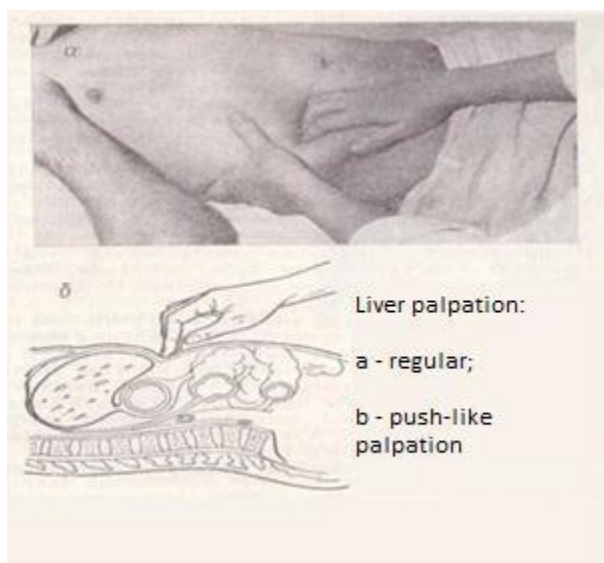 а
б
Liver palpation:
a - regular;
b - push-like
palpation